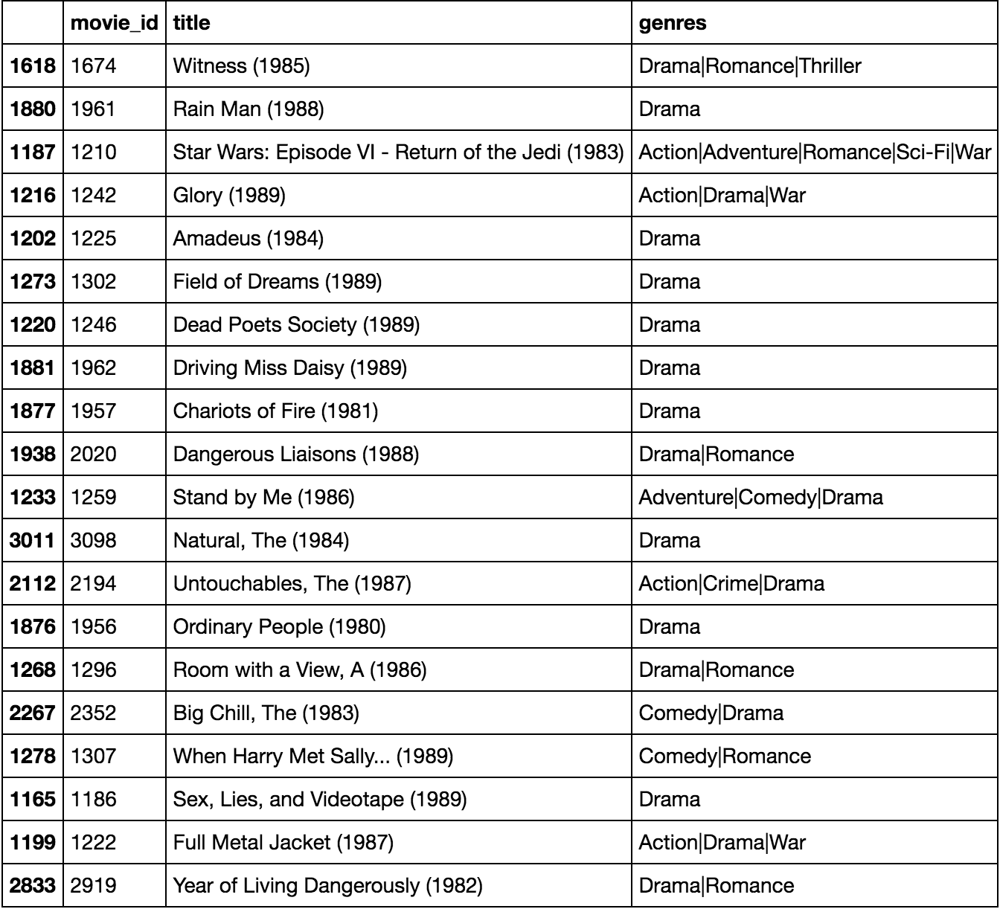 movie_id title genres
1618 1674 Witness (1985) Drama|Romance|Thriller
1880 1961 Rain Man (1988) Drama
1187 1210 Star Wars: Episode VI - Return of the Jedi (1983) Action|Adventure|Romance|Sci-Fi|War
1216 1242 Glory (1989) Action|Drama|War
1202 1225 Amadeus (1984) Drama
1273 1302 Field of Dreams (1989) Drama
1220 1246 Dead Poets Society (1989) Drama
1881 1962 Driving Miss Daisy (1989) Drama
1877 1957 Chariots of Fire (1981) Drama
1938 2020 Dangerous Liaisons (1988) Drama|Romance
1233 1259 Stand by Me (1986) Adventure|Comedy|Drama
3011 3098 Natural, The (1984) Drama
2112 2194 Untouchables, The (1987) Action|Crime|Drama
1876 1956 Ordinary People (1980) Drama
1268 1296 Room with a View, A (1986) Drama|Romance
2267 2352 Big Chill, The (1983) Comedy|Drama
1278 1307 When Harry Met Sally... (1989) Comedy|Romance
1165 1186 Sex, Lies, and Videotape (1989) Drama
1199 1222 Full Metal Jacket (1987) Action|Drama|War
2833 2919 Year of Living Dangerously (1982) Drama|Romance